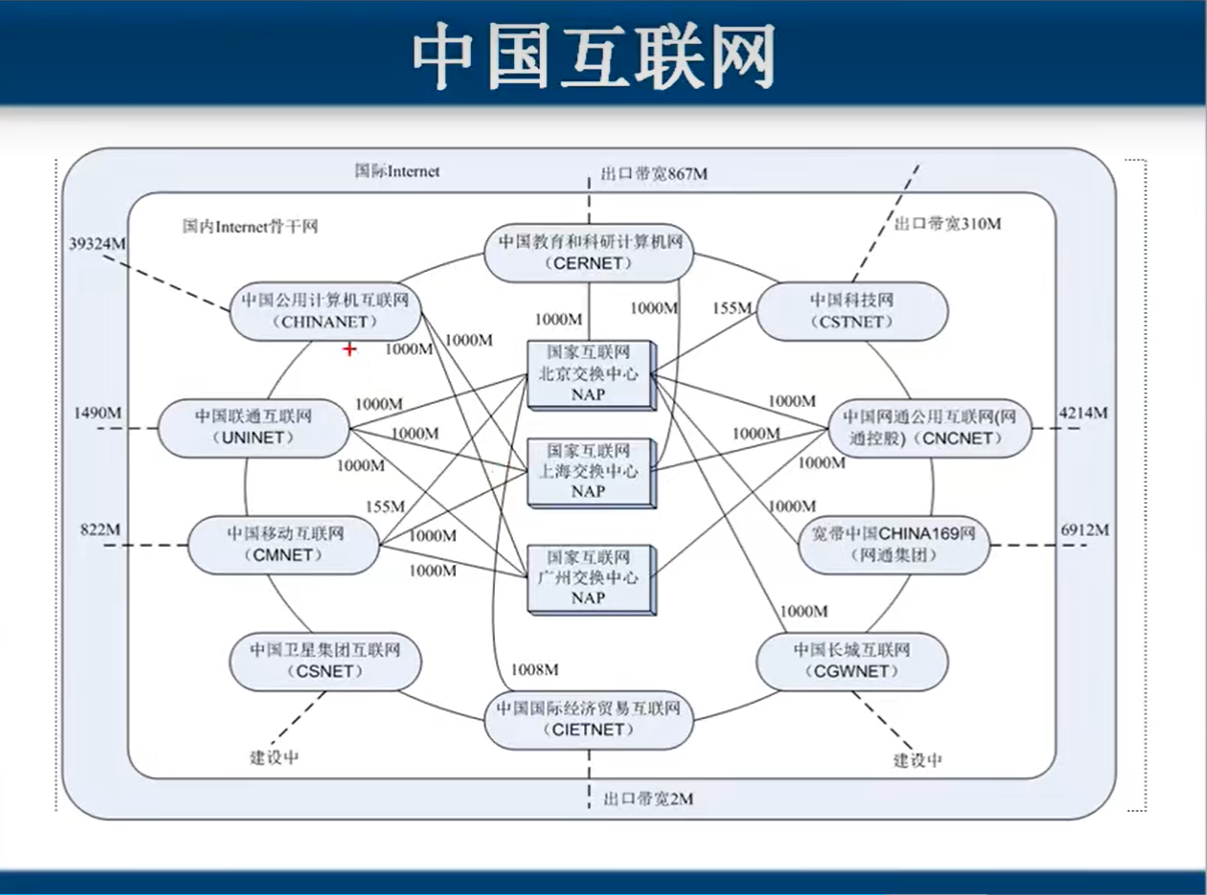 中国互联网
国际Internet
出口带宽867M
出口带宽310M
国内Internet骨干网
39324M
中国教育和科研计算机网
（CERNET）
中国公用计算机互联网
（CHINANET）
中国科技网
（CSTNET）
1000M
1000M
155M
1000M
1000M
国家互联网
北京交换中心
NAP
1490M
中国联通互联网
（UNINET）
1000M
1000M
1000M
1000M
1000M
1000M
中国网通公用互联网(网
通控股)（CNCNET）
4214M
国家互联网
上海交换中心
NAP
822M
中国移动互联网
（CMNET）
155M
1000M
1000M
1000M
宽带中国CHINA169网
（网通集团）
6912M
国家互联网
广州交换中心
NAP
1000M
中国卫星集团互联网
（CSNET）
中国长城互联网
（CGWNET）
1008M
中国国际经济贸易互联网
（CIETNET）
建设中
建设中
出口带宽2M